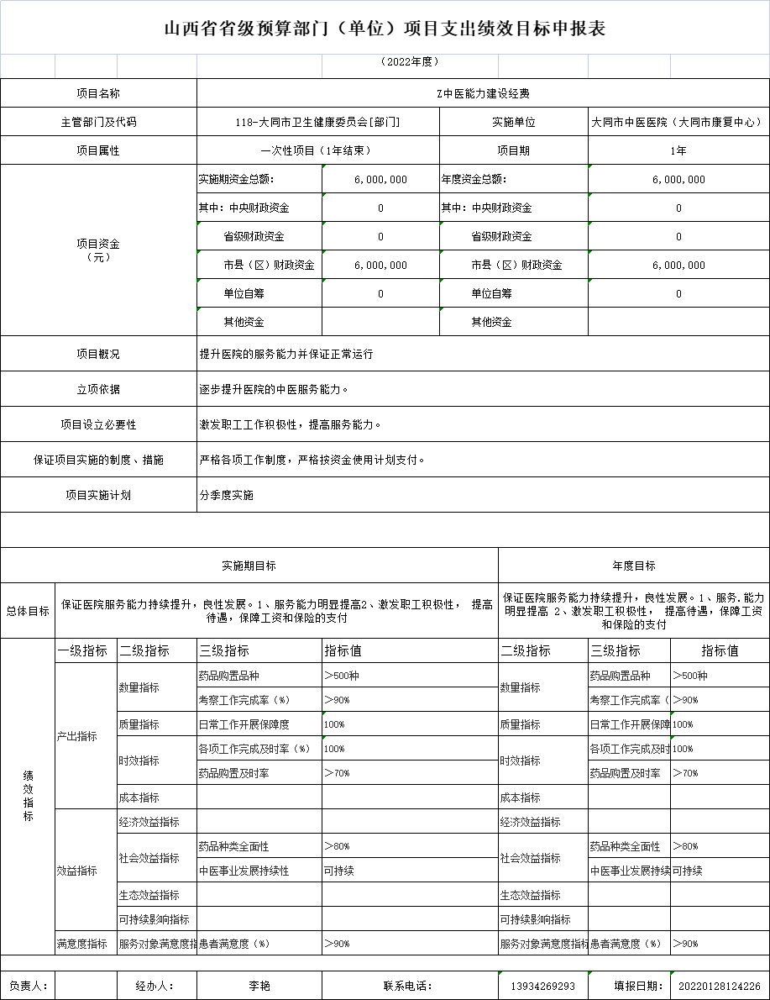 山西省省级预算部门（单位）项目支出绩效目标申报表
（2022年度）
项目名称 Z中医能力建设经费
主管部门及代码 118-大同市卫生健康委员会[部门] 实施单位 大同市中医医院（大同市康复中心）
项目属性 一次性项目（1年结束） 项目期 1年
项目资金
（元）
实施期资金总额： 6,000,000 年度资金总额： 6,000,000
其中：中央财政资金 0 其中：中央财政资金 0
省级财政资金 0 省级财政资金 0
市县（区）财政资金 6,000,000 市县（区）财政资金 6,000,000
单位自筹 0 单位自筹 0
其他资金 其他资金
项目概况 提升医院的服务能力并保证正常运行
立项依据 逐步提升医院的中医服务能力。
项目设立必要性 激发职工工作积极性，提高服务能力。
保证项目实施的制度、措施 严格各项工作制度，严格按资金使用计划支付。
项目实施计划 分季度实施
实施期目标 年度目标
总体目标
保证医院服务能力持续提升，良性发展。1、服务能力明显提高2、激发职工积极性， 提高
待遇，保障工资和保险的支付
保证医院服务能力持续提升，良性发展。1、服务.能力
明显提高 2、激发职工积极性， 提高待遇，保障工资
和保险的支付
绩
效
指
标
一级指标 二级指标 三级指标 指标值 二级指标 三级指标 指标值
产出指标
数量指标 药品购置品种 ＞500种 数量指标 药品购置品种 ＞500种
考察工作完成率（%） ＞90% 考察工作完成率（ ＞90%
质量指标 日常工作开展保障度 100% 质量指标 日常工作开展保障 100%
时效指标 各项工作完成及时率（%） 100% 时效指标 各项工作完成及时 100%
药品购置及时率 ＞70% 药品购置及时率 ＞70%
成本指标 成本指标
效益指标
经济效益指标 经济效益指标
社会效益指标 药品种类全面性 ＞80% 社会效益指标 药品种类全面性 ＞80%
中医事业发展持续性 可持续 中医事业发展持续 可持续
生态效益指标 生态效益指标
可持续影响指标 可持续影响指标
满意度指标 服务对象满意度指 患者满意度（%） ＞90% 服务对象满意度指标 患者满意度（%） ＞90%
负责人： 经办人： 李艳 联系电话： 13934269293 填报日期： 20220128124226